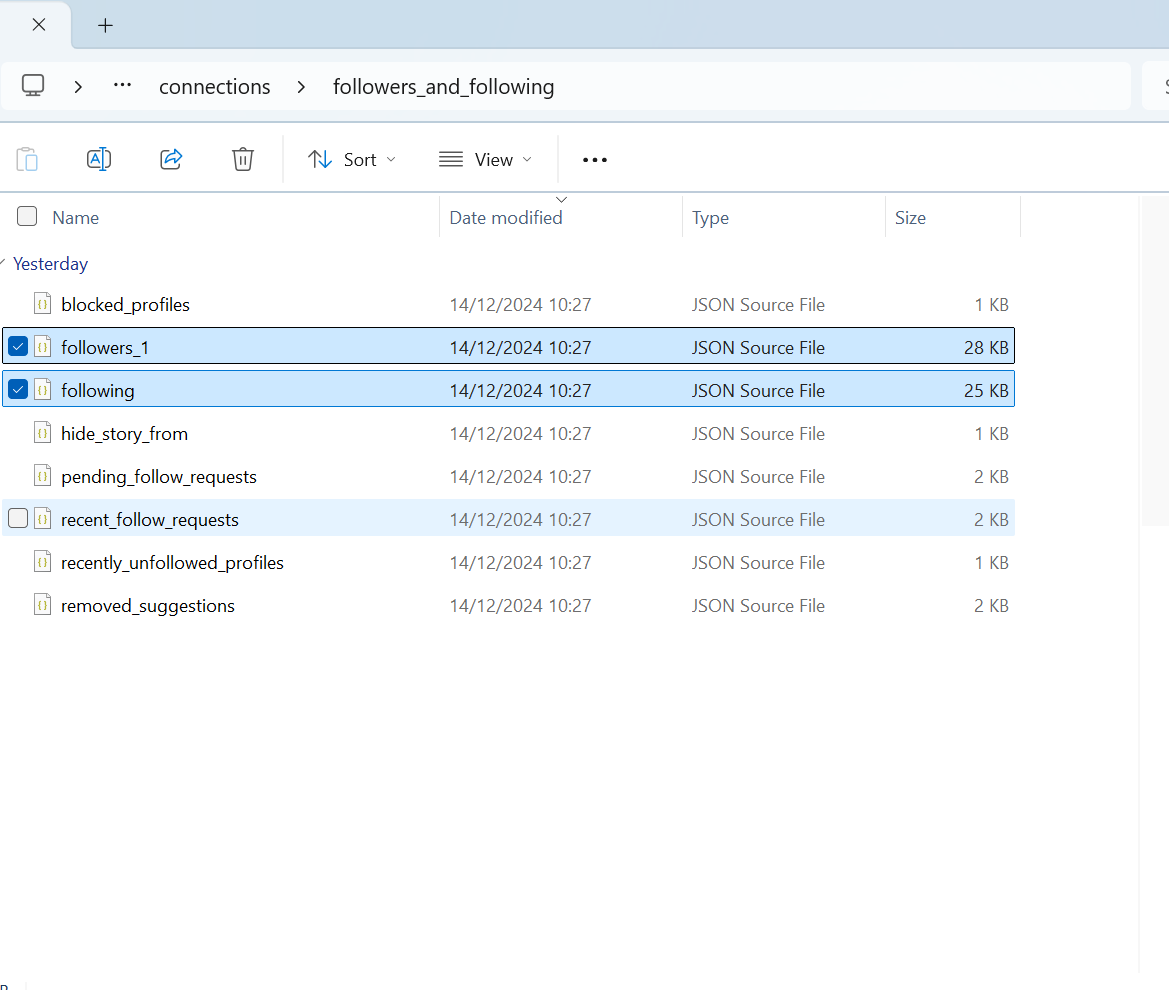 connections > followers_and_following
Sort View
Name Date modified Type Size
Yesterday
blocked_profiles 14/12/2024 10:27 JSON Source File 1 KB
followers_1 14/12/2024 10:27 JSON Source File 28 KB
following 14/12/2024 10:27 JSON Source File 25 KB
hide_story_from 14/12/2024 10:27 JSON Source File 1 KB
pending_follow_requests 14/12/2024 10:27 JSON Source File 2 KB
recent_follow_requests 14/12/2024 10:27 JSON Source File 2 KB
recently_unfollowed_profiles 14/12/2024 10:27 JSON Source File 1 KB
removed_suggestions 14/12/2024 10:27 JSON Source File 2 KB